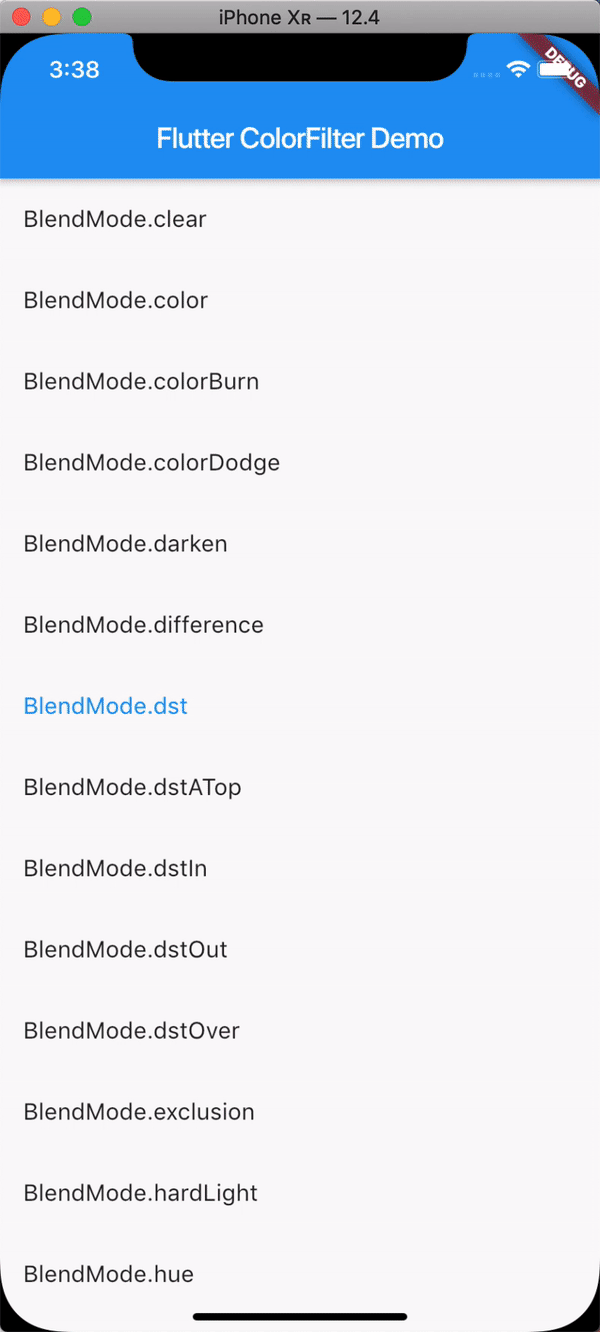 iPhone Xʀ — 12.4
3:38
DEBUG
Flutter ColorFilter Demo
BlendMode.clear
BlendMode.color
BlendMode.colorBurn
BlendMode.colorDodge
BlendMode.darken
BlendMode.difference
BlendMode.dst
BlendMode.dstATop
BlendMode.dstIn
BlendMode.dstOut
BlendMode.dstOver
BlendMode.exclusion
BlendMode.hardLight
BlendMode.hue